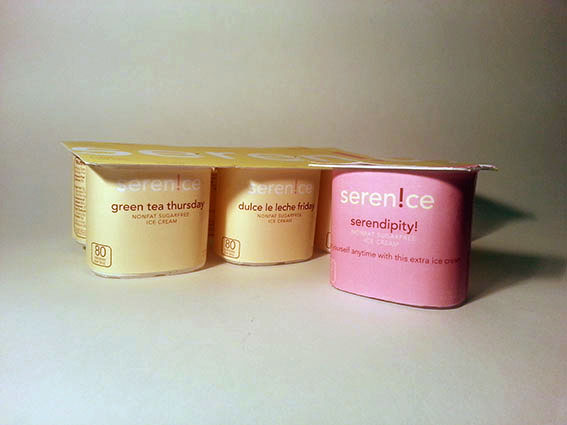 seren!ce
green tea thursday
NONFAT SUGARFREE
ICE CREAM
80
seren!ce
dulce le leche friday
NONFAT SUGARFREE
ICE CREAM
80
seren!ce
serendipity!
NONFAT SUGARFREE
ICE CREAM
yourself anytime with this extra ice cream